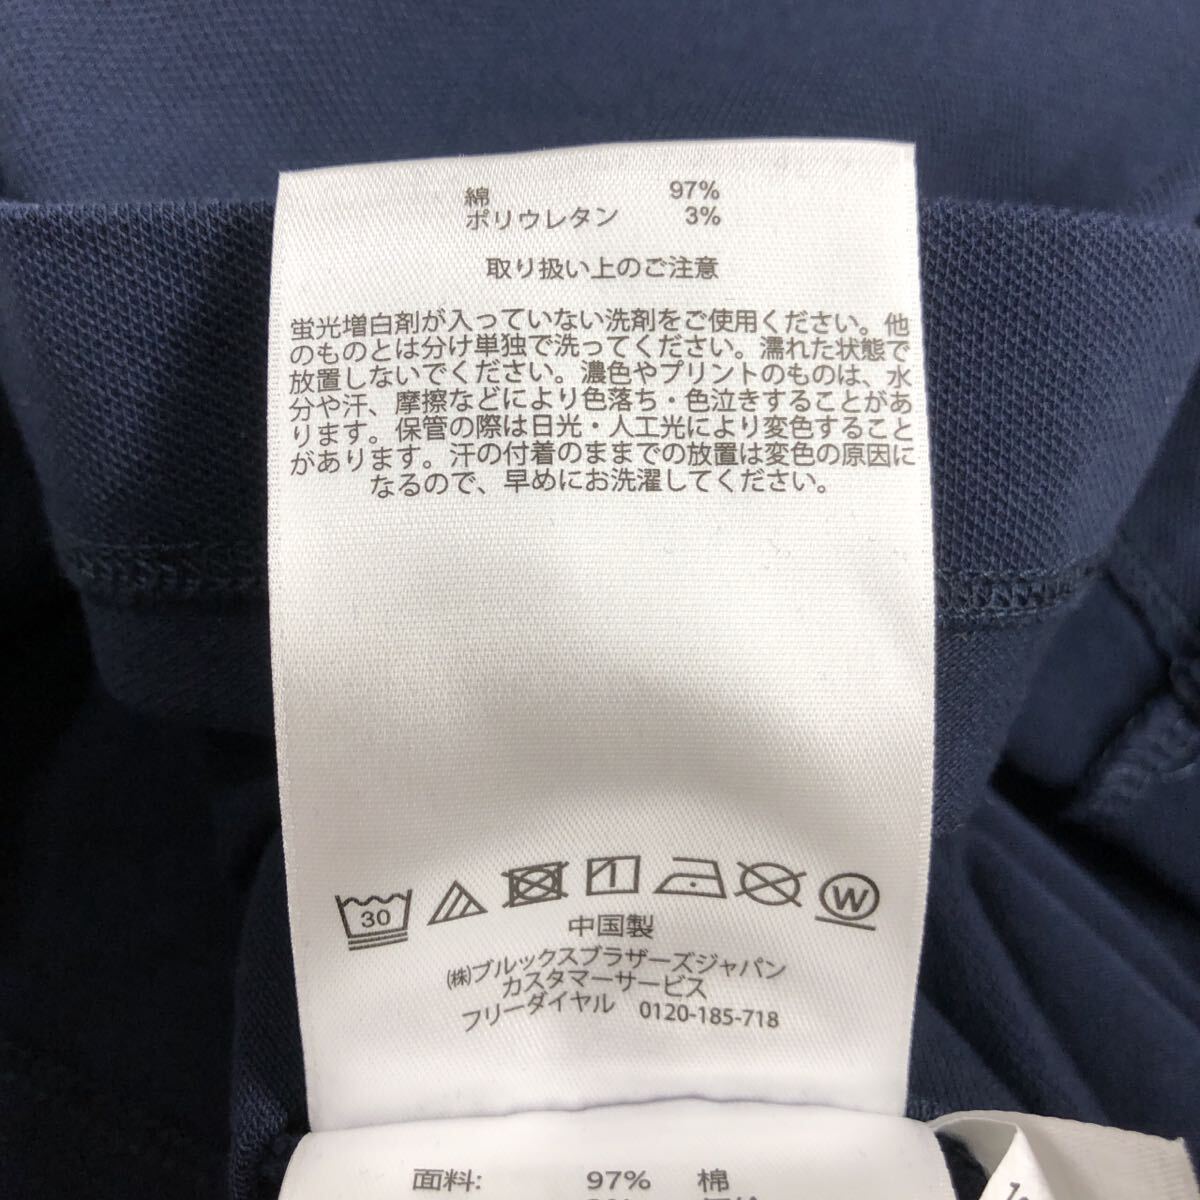 綿 97%
ポリウレタン 3%
取り扱い上のご注意
蛍光増白剤が入っていない洗剤をご使用ください。他
のものとは分け単独で洗ってください。濡れた状態で
放置しないでください。濃色やプリントのものは、水
分や汗、摩擦などにより色落ち・色泣きすることがあ
ります。保管の際は日光・人工光により変色すること
があります。汗の付着のままでの放置は変色の原因に
なるので、早めにお洗濯してください。
30 1 W
中国製
(株)ブルックスブラザーズジャパン
カスタマーサービス
フリーダイヤル 0120-185-718
面料: 97% 棉